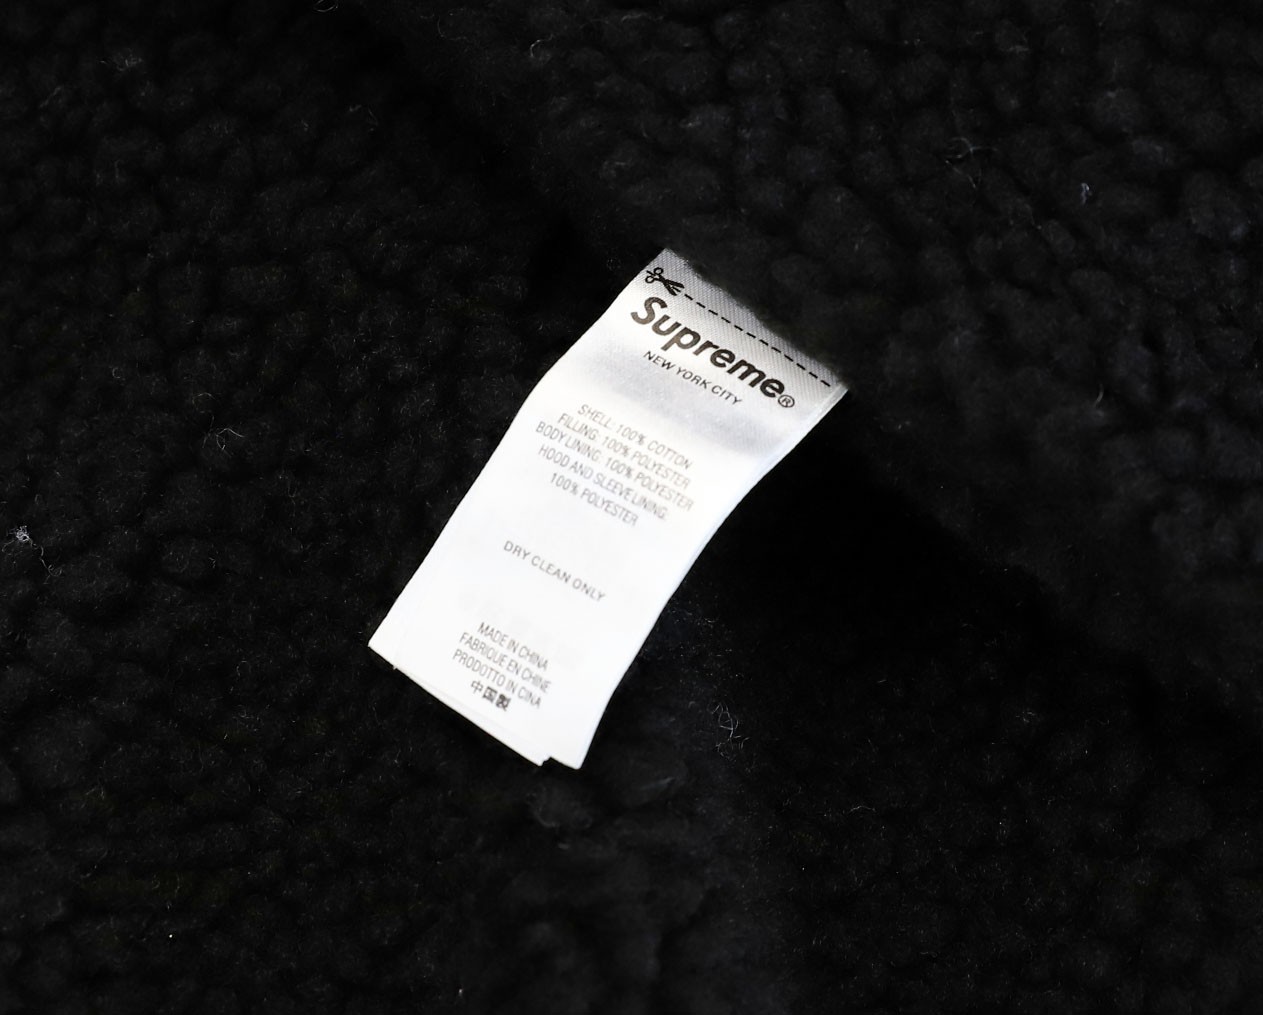 Supreme®
NEW YORK CITY
SHELL: 100% COTTON
FILLING: 100% POLYESTER
BODY LINING: 100% POLYESTER
HOOD AND SLEEVE LINING:
100% POLYESTER
DRY CLEAN ONLY
MADE IN CHINA
FABRIQUE EN CHINE
PRODOTTO IN CINA
中国製